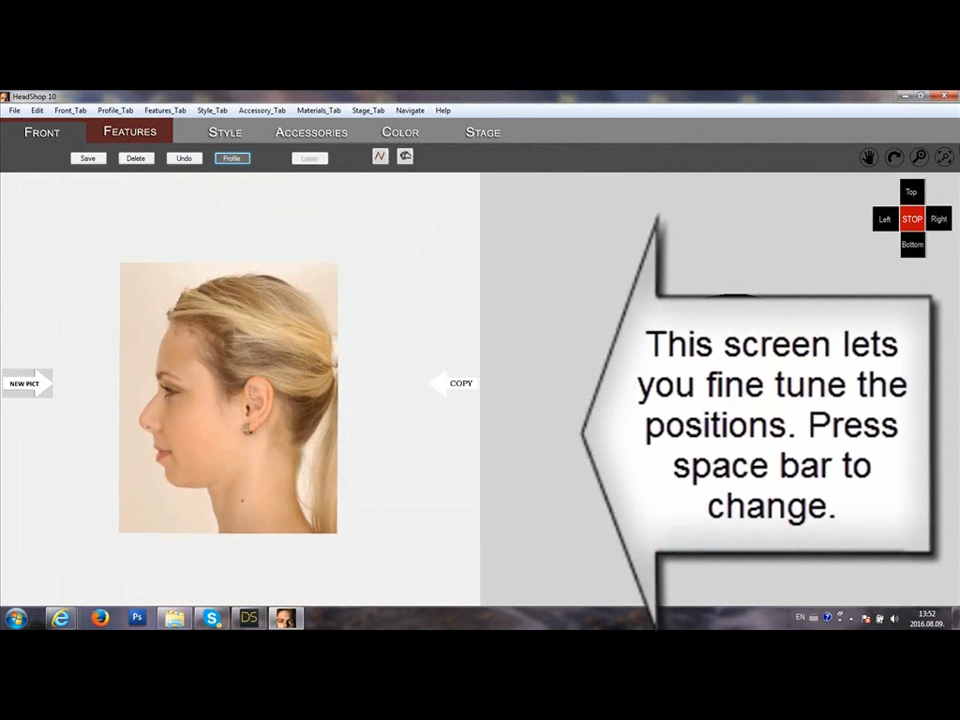 HeadShop 10
File Edit Front_Tab Profile_Tab Features_Tab Style_Tab Accessory_Tab Materials_Tab Stage_Tab Navigate Help
FRONT FEATURES STYLE ACCESSORIES COLOR STAGE
Save Delete Undo Profile
Top
Left STOP Right
Bottom
NEW PICT
COPY
This screen lets
you fine tune the
positions. Press
space bar to
change.
Ps
S
DS
EN
13:52
2016.08.09.